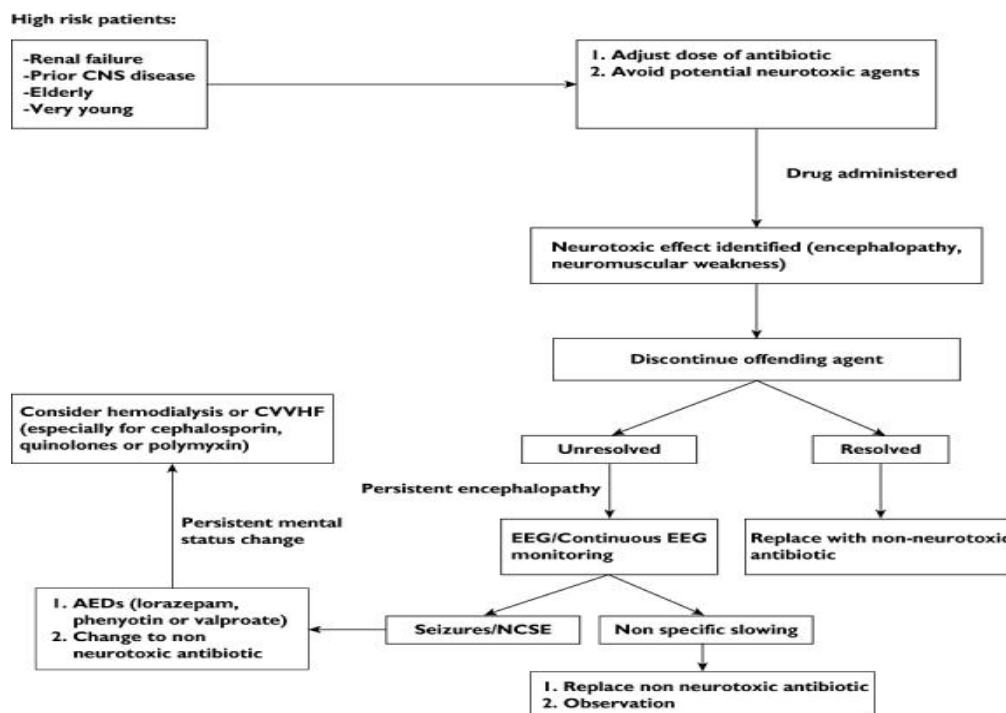 High risk patients:
-Renal failure
-Prior CNS disease
-Elderly
-Very young
1. Adjust dose of antibiotic
2. Avoid potential neurotoxic agents
Drug administered
Neurotoxic effect identified (encephalopathy,
neuromuscular weakness)
Discontinue offending agent
Unresolved
Resolved
Persistent encephalopathy
EEG/Continuous EEG
monitoring
Replace with non-neurotoxic
antibiotic
Seizures/NCSE
Non specific slowing
1. AEDs (lorazepam,
phenyotin or valproate)
2. Change to non
neurotoxic antibiotic
Persistent mental
status change
Consider hemodialysis or CVVHF
(especially for cephalosporin,
quinolones or polymyxin)
1. Replace non neurotoxic antibiotic
2. Observation